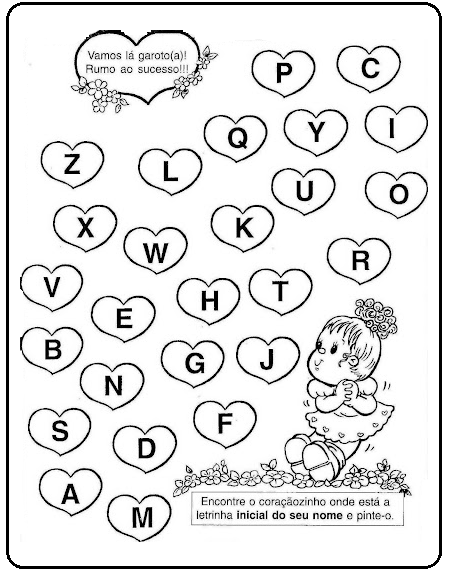 Vamos lá garoto(a)!
Rumo ao sucesso!!!
P C
Q Y I
Z L U O
X W K R
V E H T
B N G J
S D F
A M
Encontre o coraçãozinho onde está a
letrinha inicial do seu nome e pinte-o.